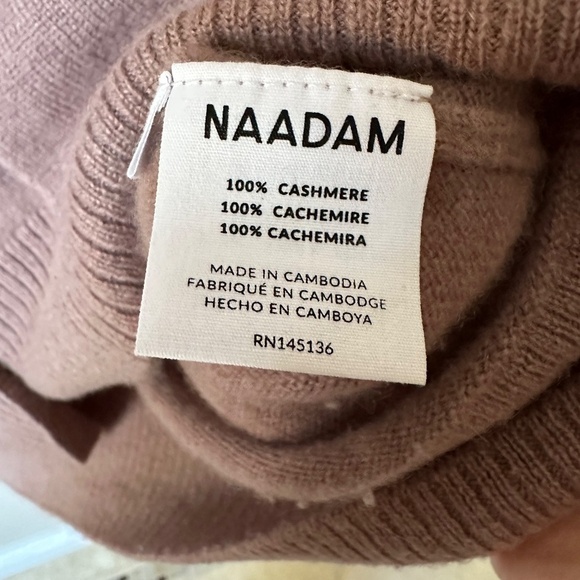 NAADAM
100% CASHMERE
100% CACHEMIRE
100% CACHEMIRA
MADE IN CAMBODIA
FABRIQUÉ EN CAMBODGE
HECHO EN CAMBOYA
RN145136